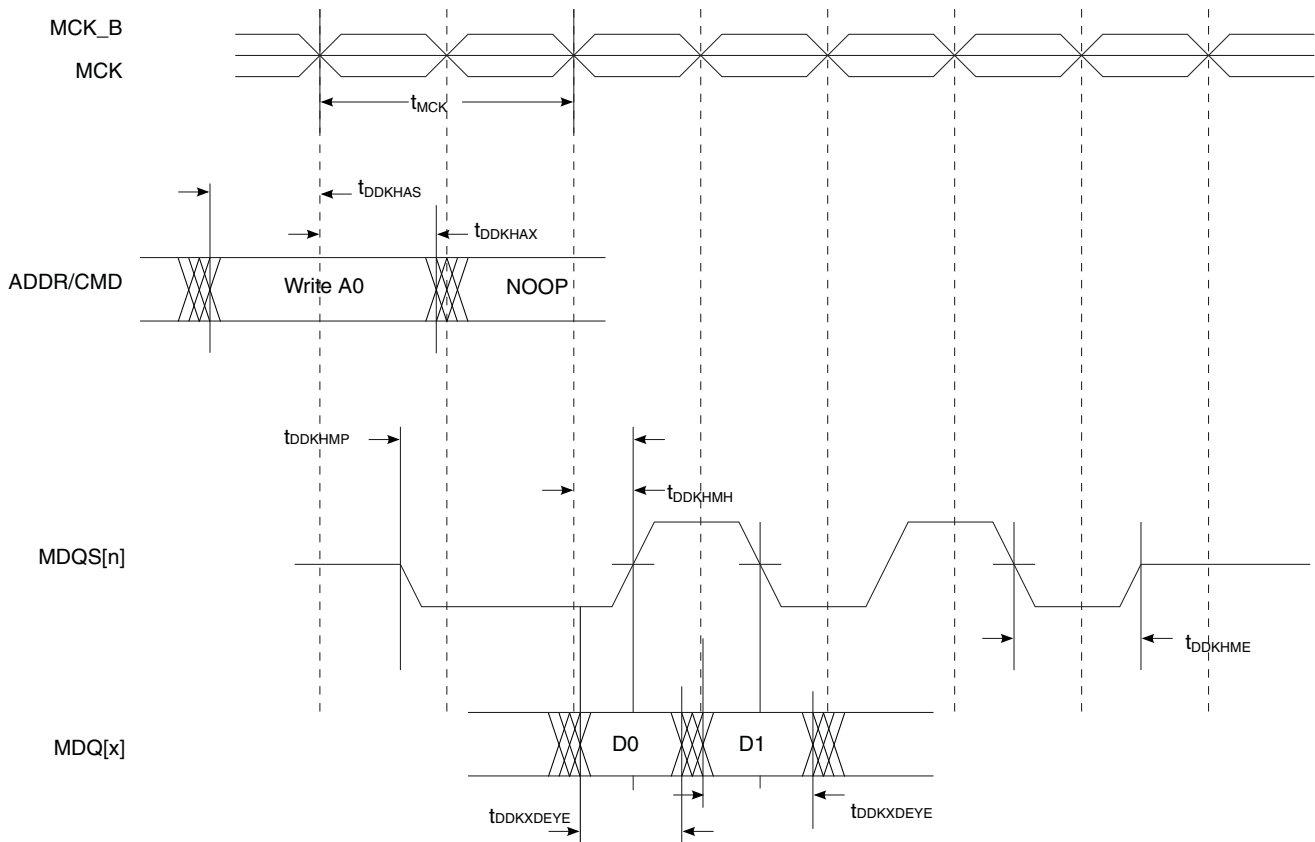 MCK_B
MCK
tMCK
tDDKHAS
tDDKHAX
ADDR/CMD
Write A0
NOOP
tDDKHMP
tDDKHMH
MDQS[n]
tDDKHME
MDQ[x]
D0
D1
tDDKXDEYE
tDDKXDEYE